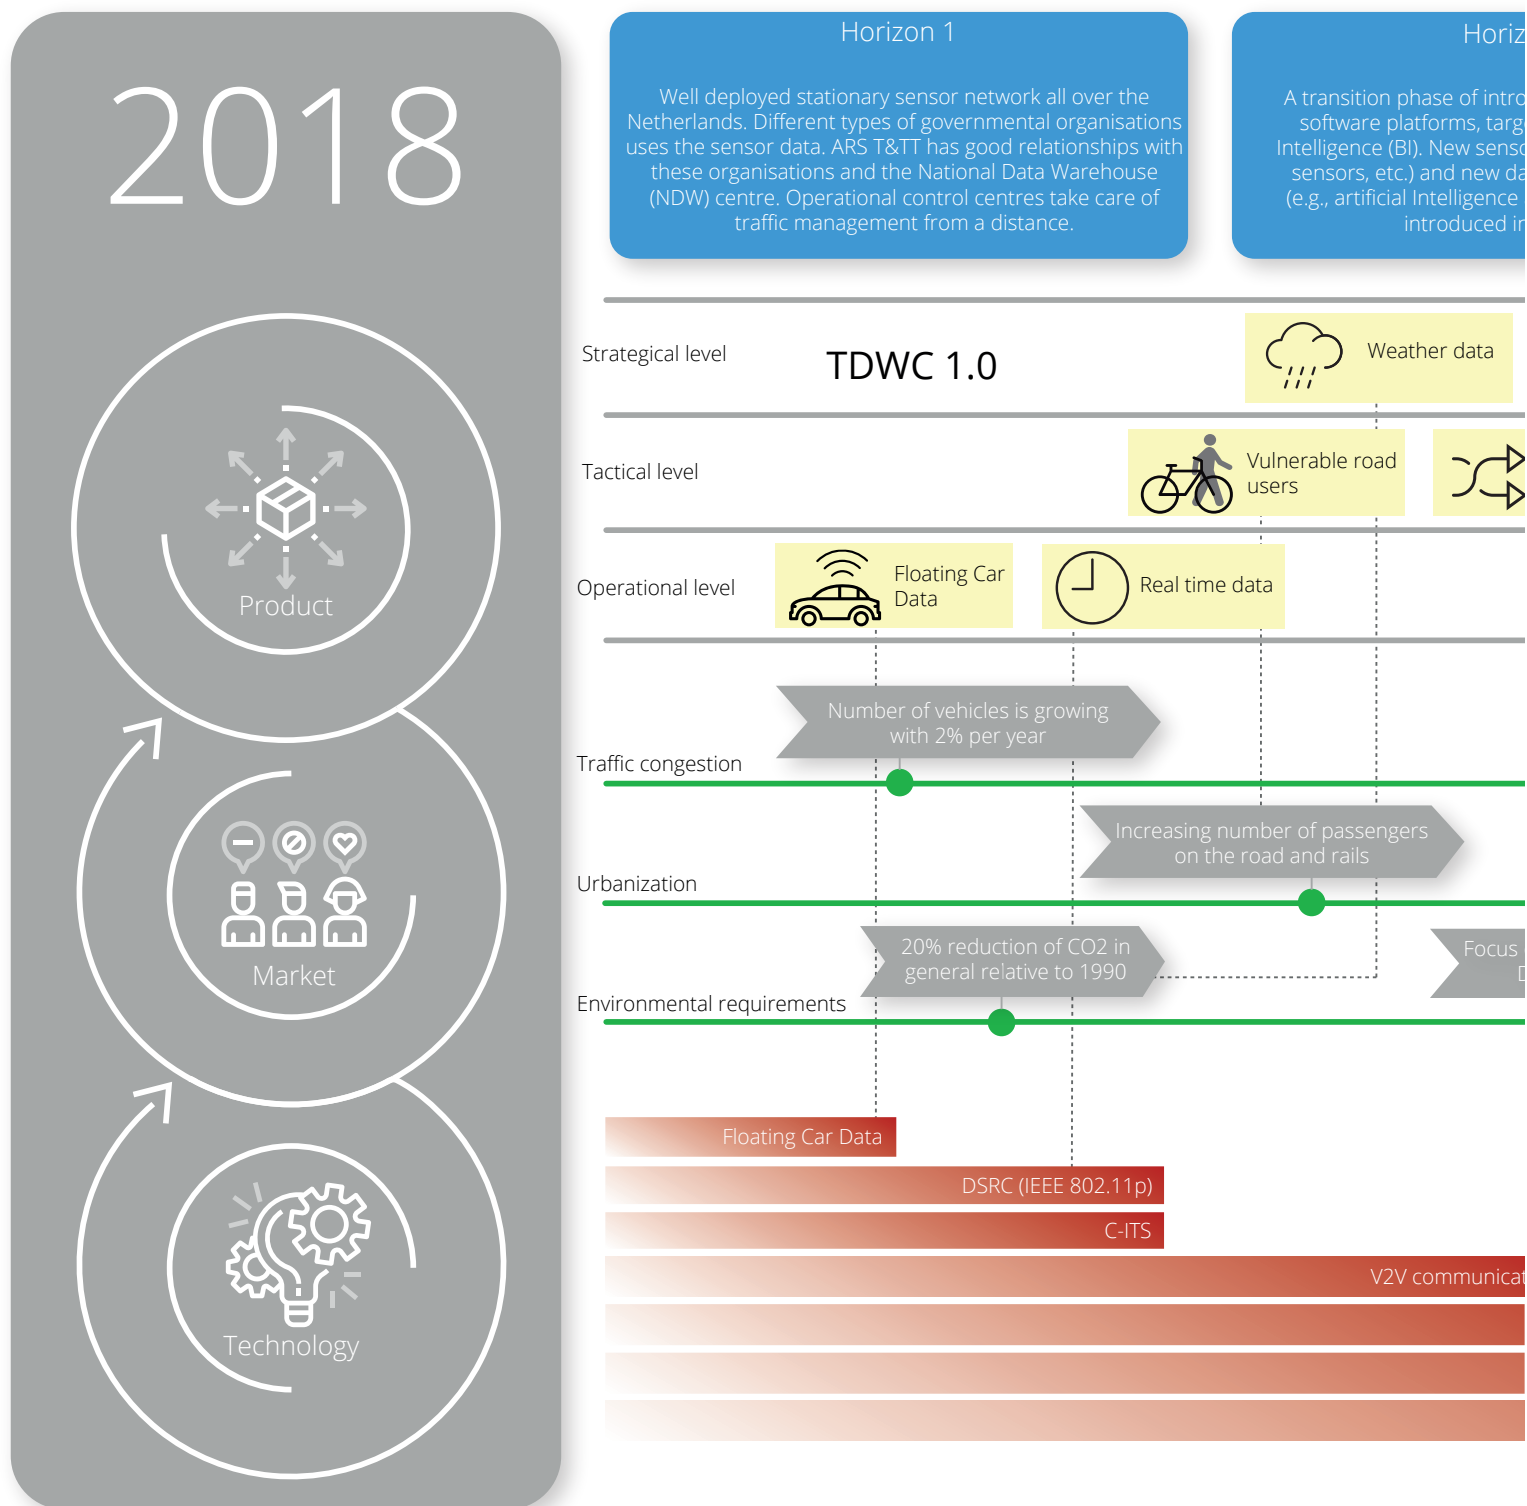 2018
Product
Market
Technology
Horizon 1
Well deployed stationary sensor network all over the
Netherlands. Different types of governmental organisations
uses the sensor data. ARS T&TT has good relationships with
these organisations and the National Data Warehouse
(NDW) centre. Operational control centres take care of
traffic management from a distance.
Horiz
A transition phase of intro
software platforms, targ
Intelligence (BI). New senso
sensors, etc.) and new da
(e.g., artificial Intelligence
introduced in
Strategical level
TDWC 1.0
Weather data
Tactical level
Vulnerable road
users
Operational level
Floating Car
Data
Real time data
Number of vehicles is growing
with 2% per year
Traffic congestion
Increasing number of passengers
on the road and rails
Urbanization
20% reduction of CO2 in
general relative to 1990
Focus
D
Environmental requirements
Floating Car Data
DSRC (IEEE 802.11p)
C-ITS
V2V communicat